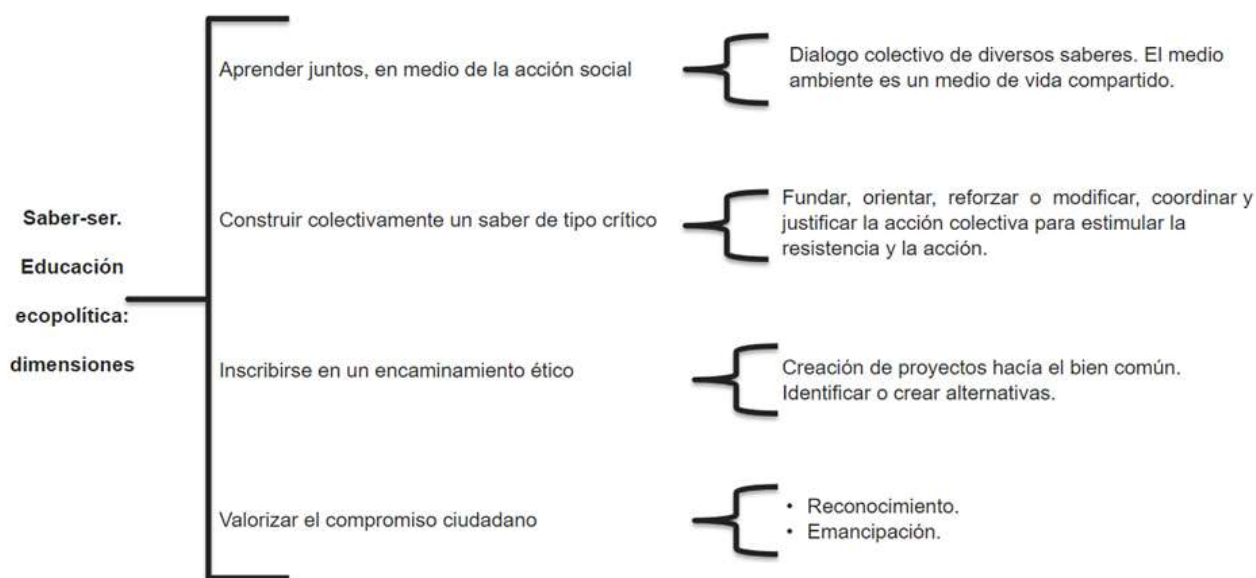 Saber-ser.
Educación
ecopolítica:
dimensiones
Aprender juntos, en medio de la acción social
Dialogo colectivo de diversos saberes. El medio
ambiente es un medio de vida compartido.
Construir colectivamente un saber de tipo crítico
Fundar, orientar, reforzar o modificar, coordinar y
justificar la acción colectiva para estimular la
resistencia y la acción.
Inscribirse en un encaminamiento ético
Creación de proyectos hacía el bien común.
Identificar o crear alternativas.
Valorizar el compromiso ciudadano
• Reconocimiento.
• Emancipación.